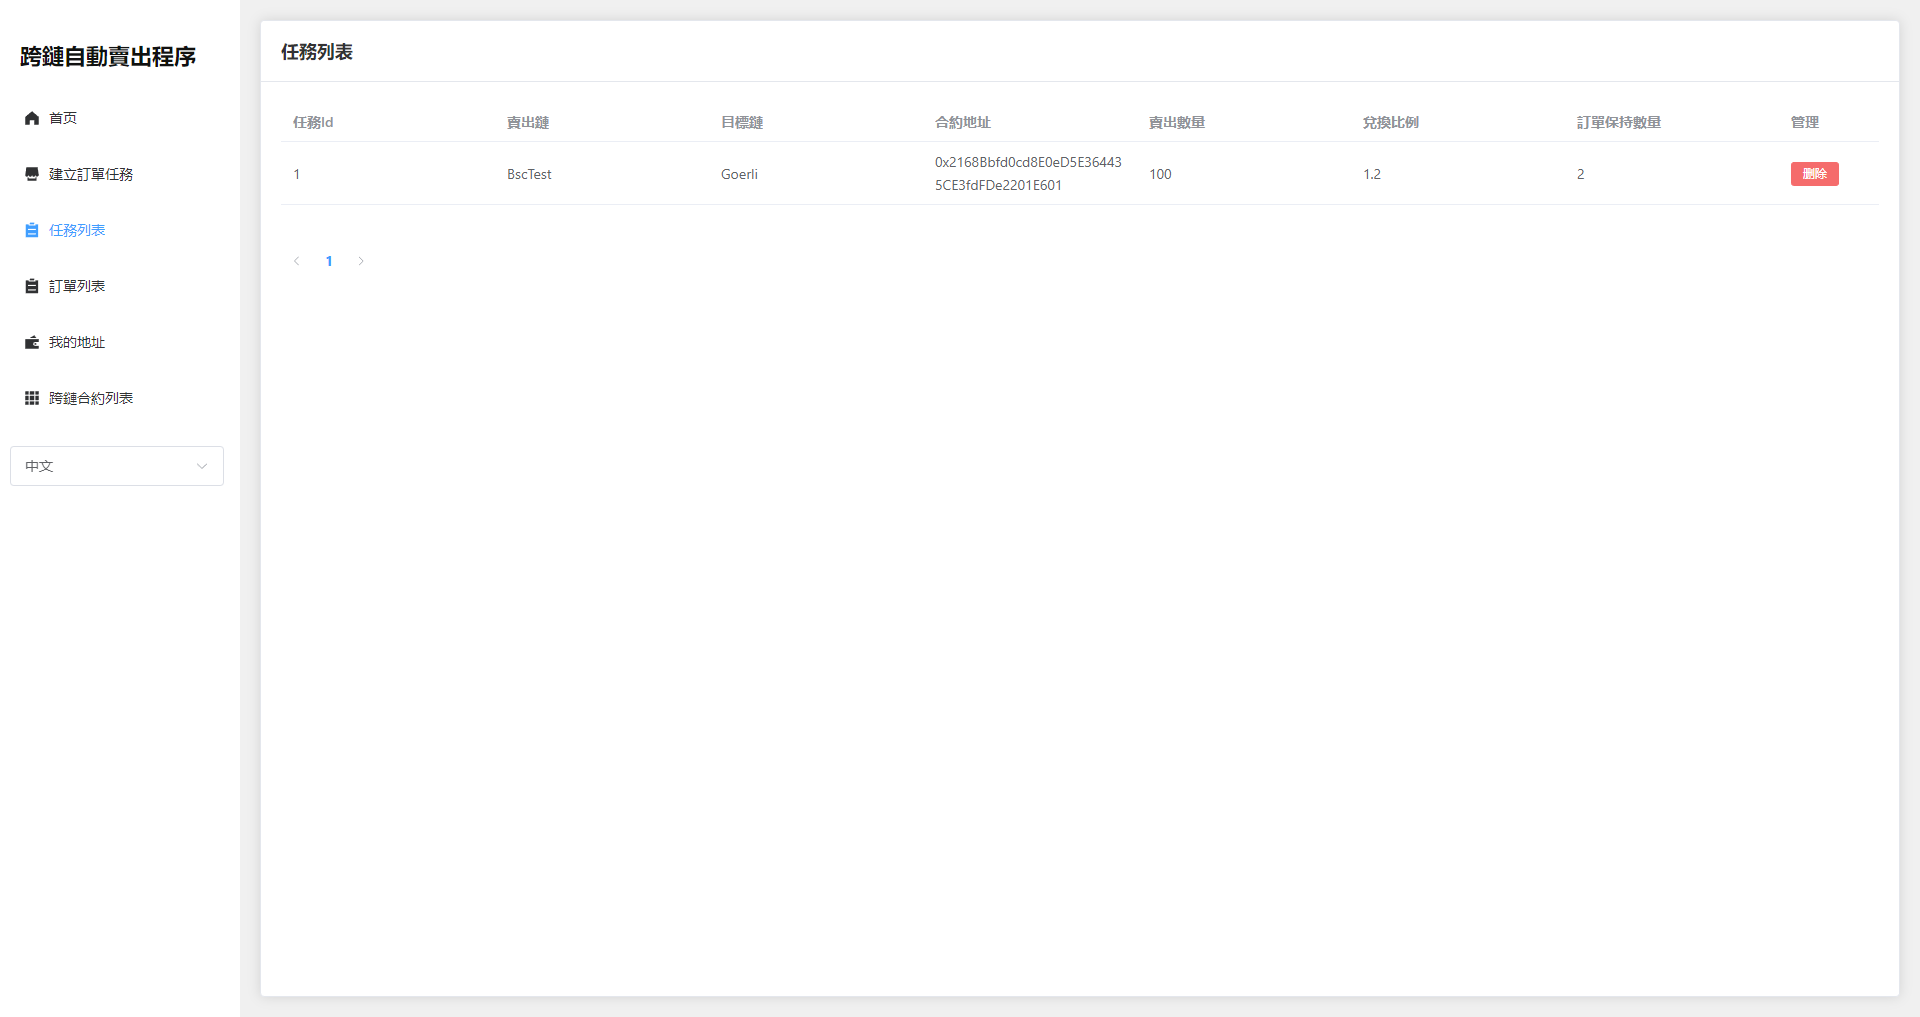 跨鏈自動賣出程序
首页
建立訂單任務
任務列表
訂單列表
我的地址
跨鏈合約列表
中文
任務列表
任務Id 賣出鏈 目標鏈 合約地址 賣出數量 兌換比例 訂單保持數量 管理
1 BscTest Goerli 0x2168Bbfd0cd8E0eD5E36443 100 1.2 2 删除
5CE3fdFDe2201E601
1